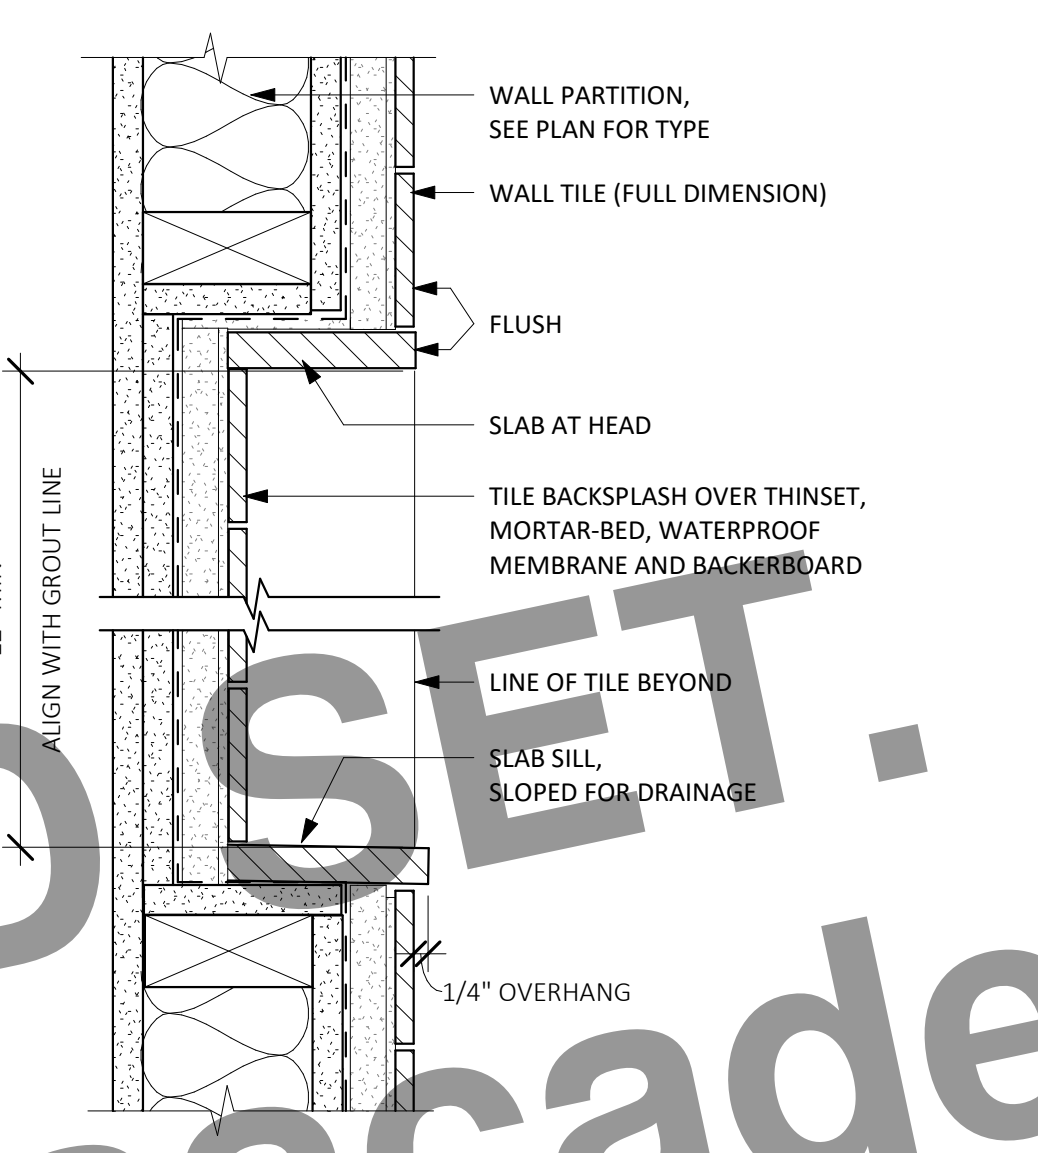 WALL PARTITION,
SEE PLAN FOR TYPE
WALL TILE (FULL DIMENSION)
FLUSH
SLAB AT HEAD
TILE BACKSPLASH OVER THINSET,
MORTAR-BED, WATERPROOF
MEMBRANE AND BACKERBOARD
ALIGN WITH GROUT LINE
LINE OF TILE BEYOND
SLAB SILL,
SLOPED FOR DRAINAGE
1/4" OVERHANG
SET.